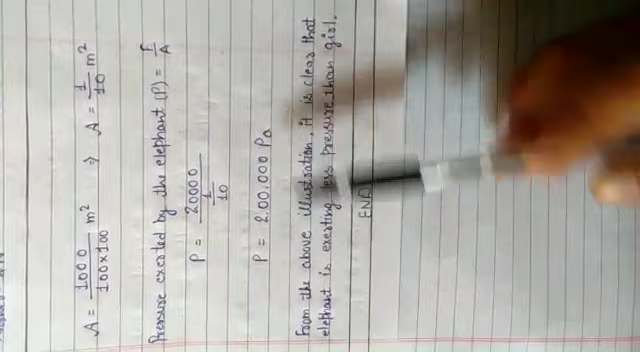 A = 1000/100×100 m² ⇒ A = 1/10 m²
Pressure exerted by the elephant (P) = F/A
P = 20000/(1/10)
P = 2,00,000 Pa
From the above illustration, it is clear that
elephant is exerting less pressure than girl.
END